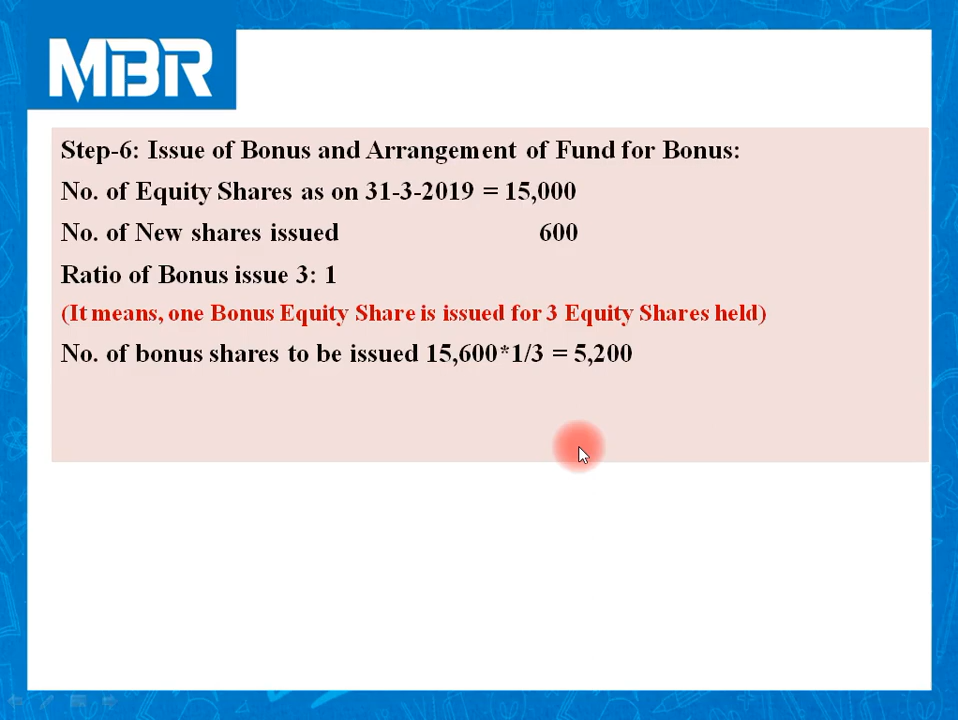 MBR
Step-6: Issue of Bonus and Arrangement of Fund for Bonus:
No. of Equity Shares as on 31-3-2019 = 15,000
No. of New shares issued 600
Ratio of Bonus issue 3: 1
(It means, one Bonus Equity Share is issued for 3 Equity Shares held)
No. of bonus shares to be issued 15,600*1/3 = 5,200